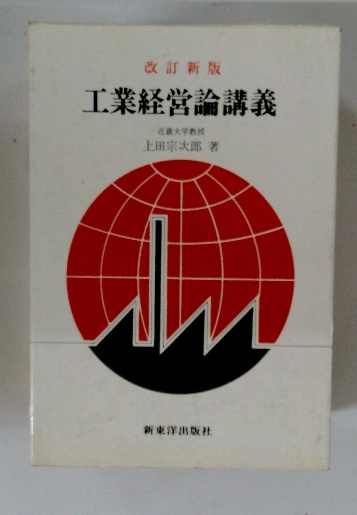 改訂新版
工業経営論講義
近畿大学教授
上田宗次郎 著
新東洋出版社